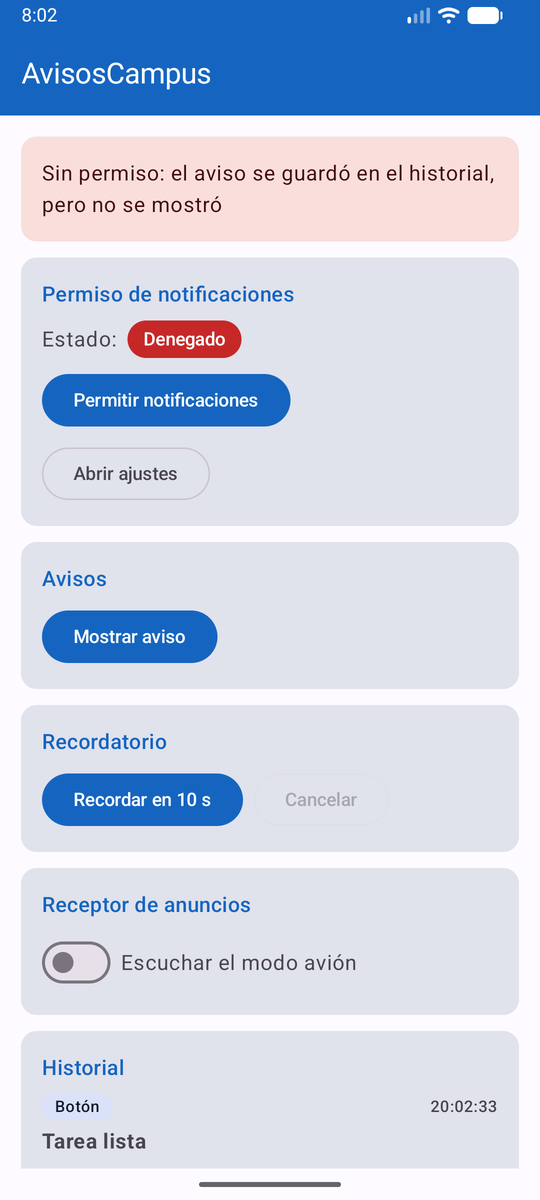 8:02
AvisosCampus
Sin permiso: el aviso se guardó en el historial,
pero no se mostró
Permiso de notificaciones
Estado: Denegado
Permitir notificaciones
Abrir ajustes
Avisos
Mostrar aviso
Recordatorio
Recordar en 10 s Cancelar
Receptor de anuncios
Escuchar el modo avión
Historial
Botón 20:02:33
Tarea lista